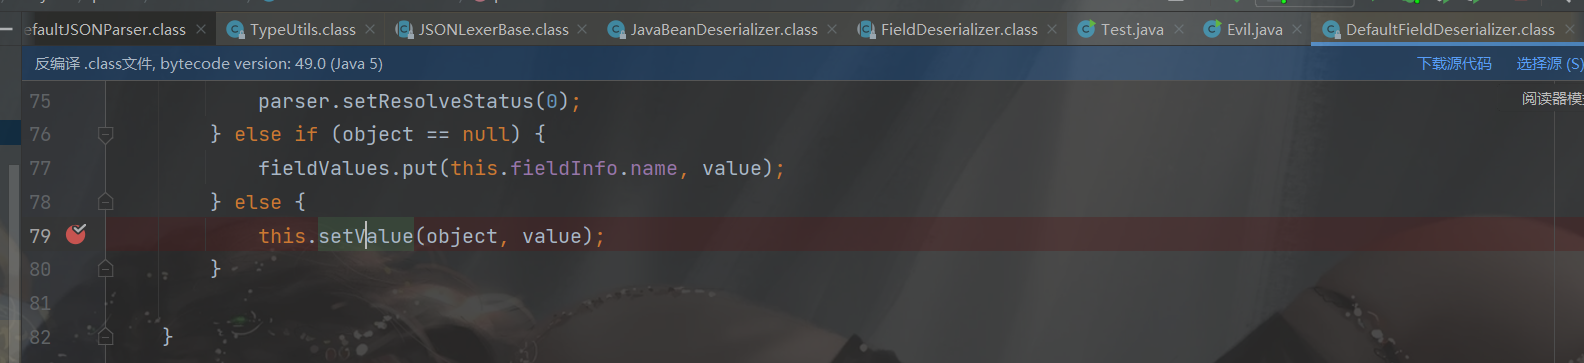 efaultJSONParser.class TypeUtils.class JSONLexerBase.class JavaBeanDeserializer.class FieldDeserializer.class Test.java Evil.java DefaultFieldDeserializer.class
反编译 .class文件, bytecode version: 49.0 (Java 5) 下载源代码 选择源 (S)
阅读器模
75 parser.setResolveStatus(0);
76 } else if (object == null) {
77 fieldValues.put(this.fieldInfo.name, value);
78 } else {
79 this.setValue(object, value);
80 }
81
82 }